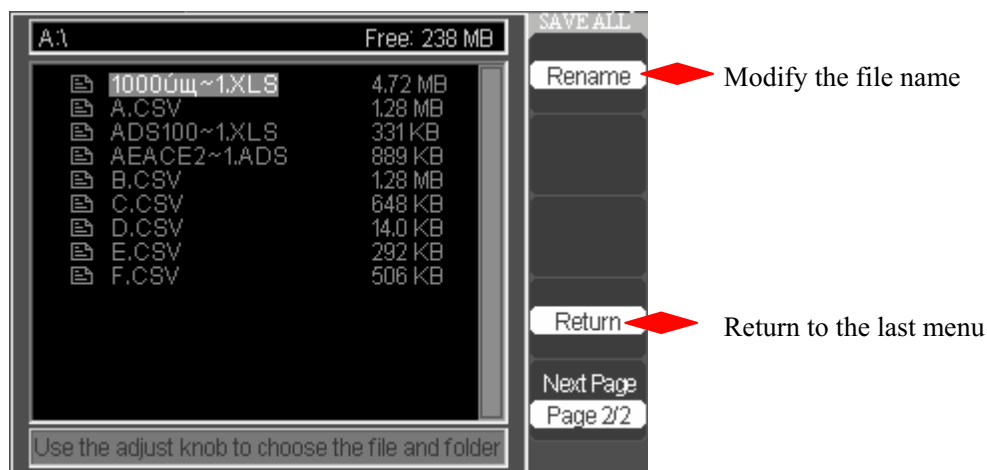 SAVE ALL
A:\ Free: 238 MB
1000úщ~1.XLS 4.72 MB
A.CSV 1.28 MB
ADS100~1.XLS 331 KB
AEACE2~1.ADS 889 KB
B.CSV 1.28 MB
C.CSV 648 KB
D.CSV 14.0 KB
E.CSV 292 KB
F.CSV 506 KB
Use the adjust knob to choose the file and folder
Rename
Modify the file name
Return
Return to the last menu
Next Page
Page 2/2